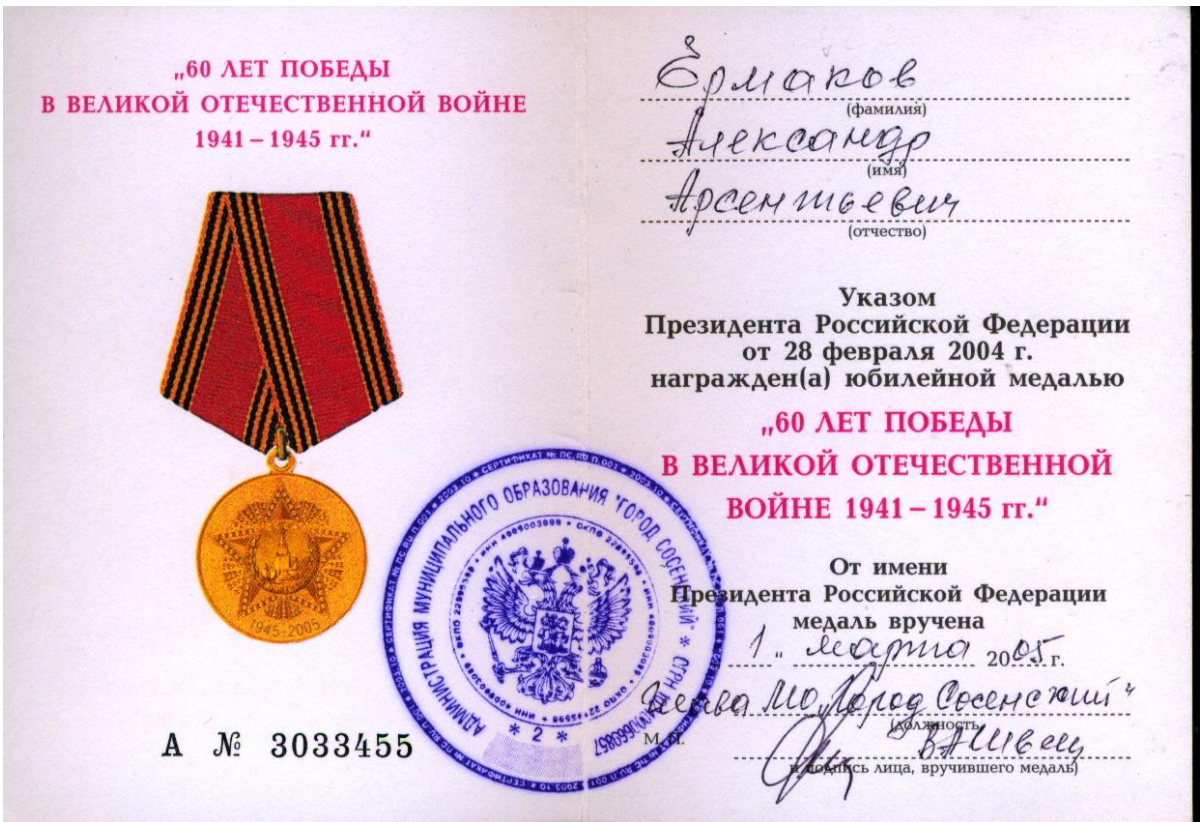 „60 ЛЕТ ПОБЕДЫ
В ВЕЛИКОЙ ОТЕЧЕСТВЕННОЙ ВОЙНЕ
1941 – 1945 гг.“
1945-2005
А № 3033455
Ёрмаков
(фамилия)
Александр
(имя)
Арсентьевич
(отчество)
Указом
Президента Российской Федерации
от 28 февраля 2004 г.
награжден(а) юбилейной медалью
„60 ЛЕТ ПОБЕДЫ
В ВЕЛИКОЙ ОТЕЧЕСТВЕННОЙ
ВОЙНЕ 1941 – 1945 гг.“
От имени
Президента Российской Федерации
медаль вручена
1 „ марта 2005 г.
Глава МО „Город Сосенский“
(должность,
М.П.
В.А. Швец
и подпись лица, вручившего медаль)
АДМИНИСТРАЦИЯ МУНИЦИПАЛЬНОГО ОБРАЗОВАНИЯ "ГОРОД СОСЕНСКИЙ" * ОГРН
* 2 *